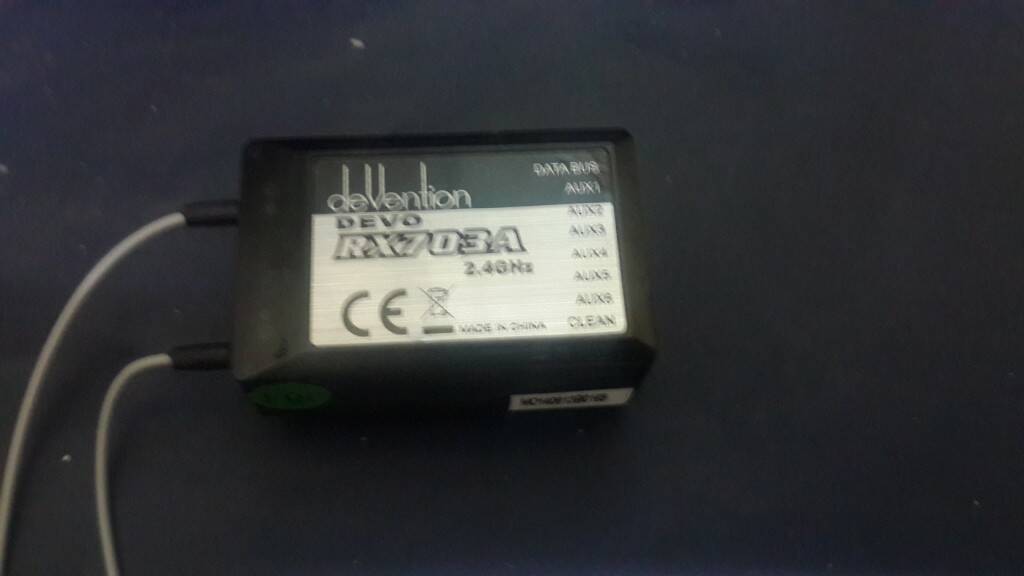 deVention
DEVO
RX703A
2.4GHz
CE
MADE IN CHINA
DATA BUS
AUX1
AUX2
AUX3
AUX4
AUX5
AUX6
CLEAN